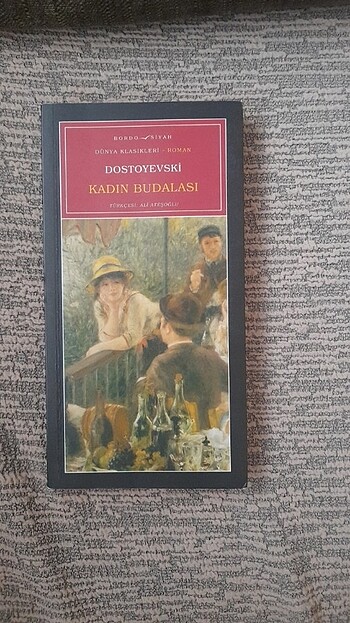 BORDO SİYAH
DÜNYA KLASİKLERİ - ROMAN
DOSTOYEVSKİ
KADIN BUDALASI
TÜRKÇESİ: ALİ ATEŞOĞLU